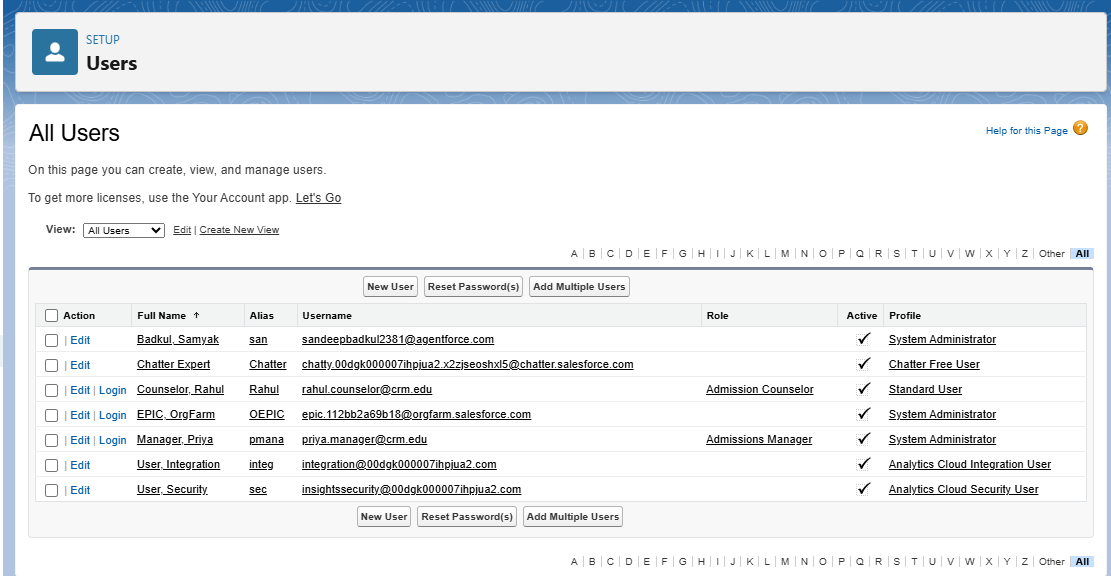 SETUP
Users
All Users
Help for this Page ?
On this page you can create, view, and manage users.
To get more licenses, use the Your Account app. Let's Go
View: All Users Edit | Create New View
A | B | C | D | E | F | G | H | I | J | K | L | M | N | O | P | Q | R | S | T | U | V | W | X | Y | Z | Other | All
New User Reset Password(s) Add Multiple Users
Action Full Name ↑ Alias Username Role Active Profile
| Edit Badkul, Samyak san sandeepbadkul2381@agentforce.com ✓ System Administrator
| Edit Chatter Expert Chatter chatty.00dgk000007ihpjua2.x2zjseoshxl5@chatter.salesforce.com ✓ Chatter Free User
| Edit | Login Counselor, Rahul Rahul rahul.counselor@crm.edu Admission Counselor ✓ Standard User
| Edit | Login EPIC, OrgFarm OEPIC epic.112bb2a69b18@orgfarm.salesforce.com ✓ System Administrator
| Edit | Login Manager, Priya pmana priya.manager@crm.edu Admissions Manager ✓ System Administrator
| Edit User, Integration integ integration@00dgk000007ihpjua2.com ✓ Analytics Cloud Integration User
| Edit User, Security sec insightssecurity@00dgk000007ihpjua2.com ✓ Analytics Cloud Security User
New User Reset Password(s) Add Multiple Users
A | B | C | D | E | F | G | H | I | J | K | L | M | N | O | P | Q | R | S | T | U | V | W | X | Y | Z | Other | All